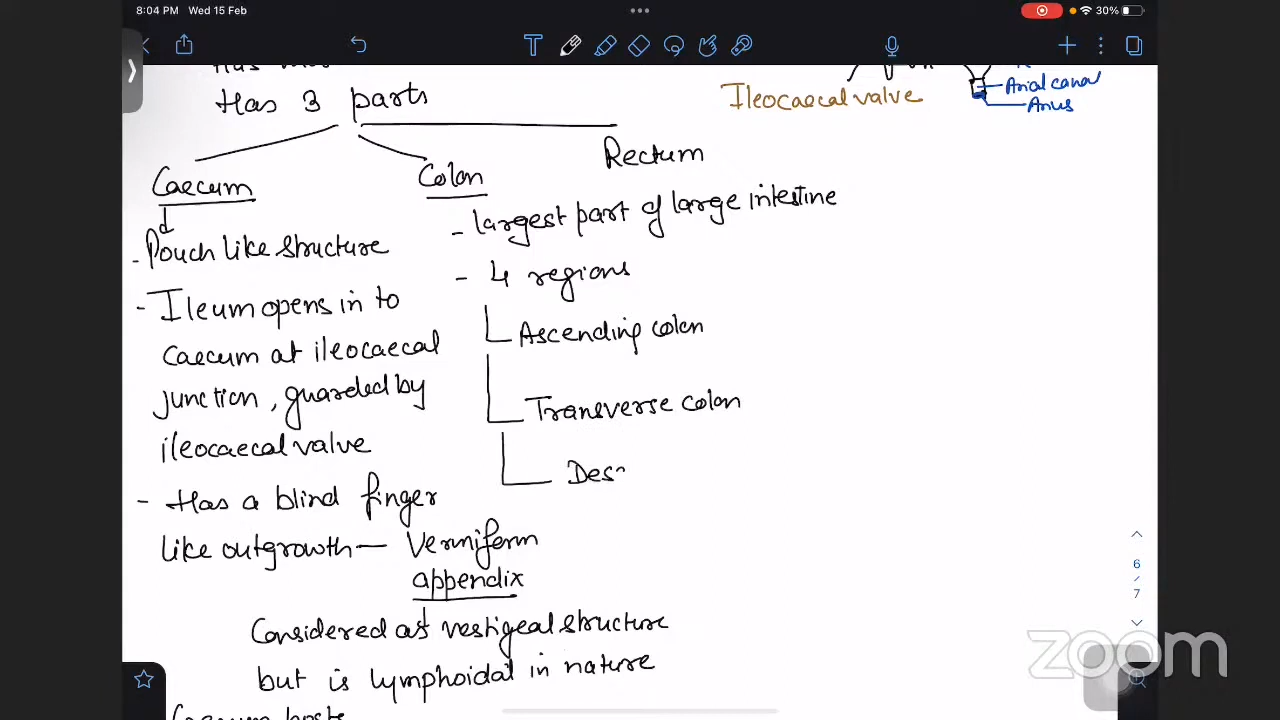 8:04 PM Wed 15 Feb
30%
Has 3 parts
Ileocaecal valve
Anal canal
Anus
Caecum
Colon
Rectum
- Pouch like structure
- Ileum opens in to
caecum at ileocaecal
junction, guarded by
ileocaecal valve
- Has a blind finger
like outgrowth — Vermiform
appendix
Considered as vestigeal structure
but is lymphoidal in nature
- largest part of large intestine
- 4 regions
Ascending colon
Transverse colon
Des
6
/
7
zoom